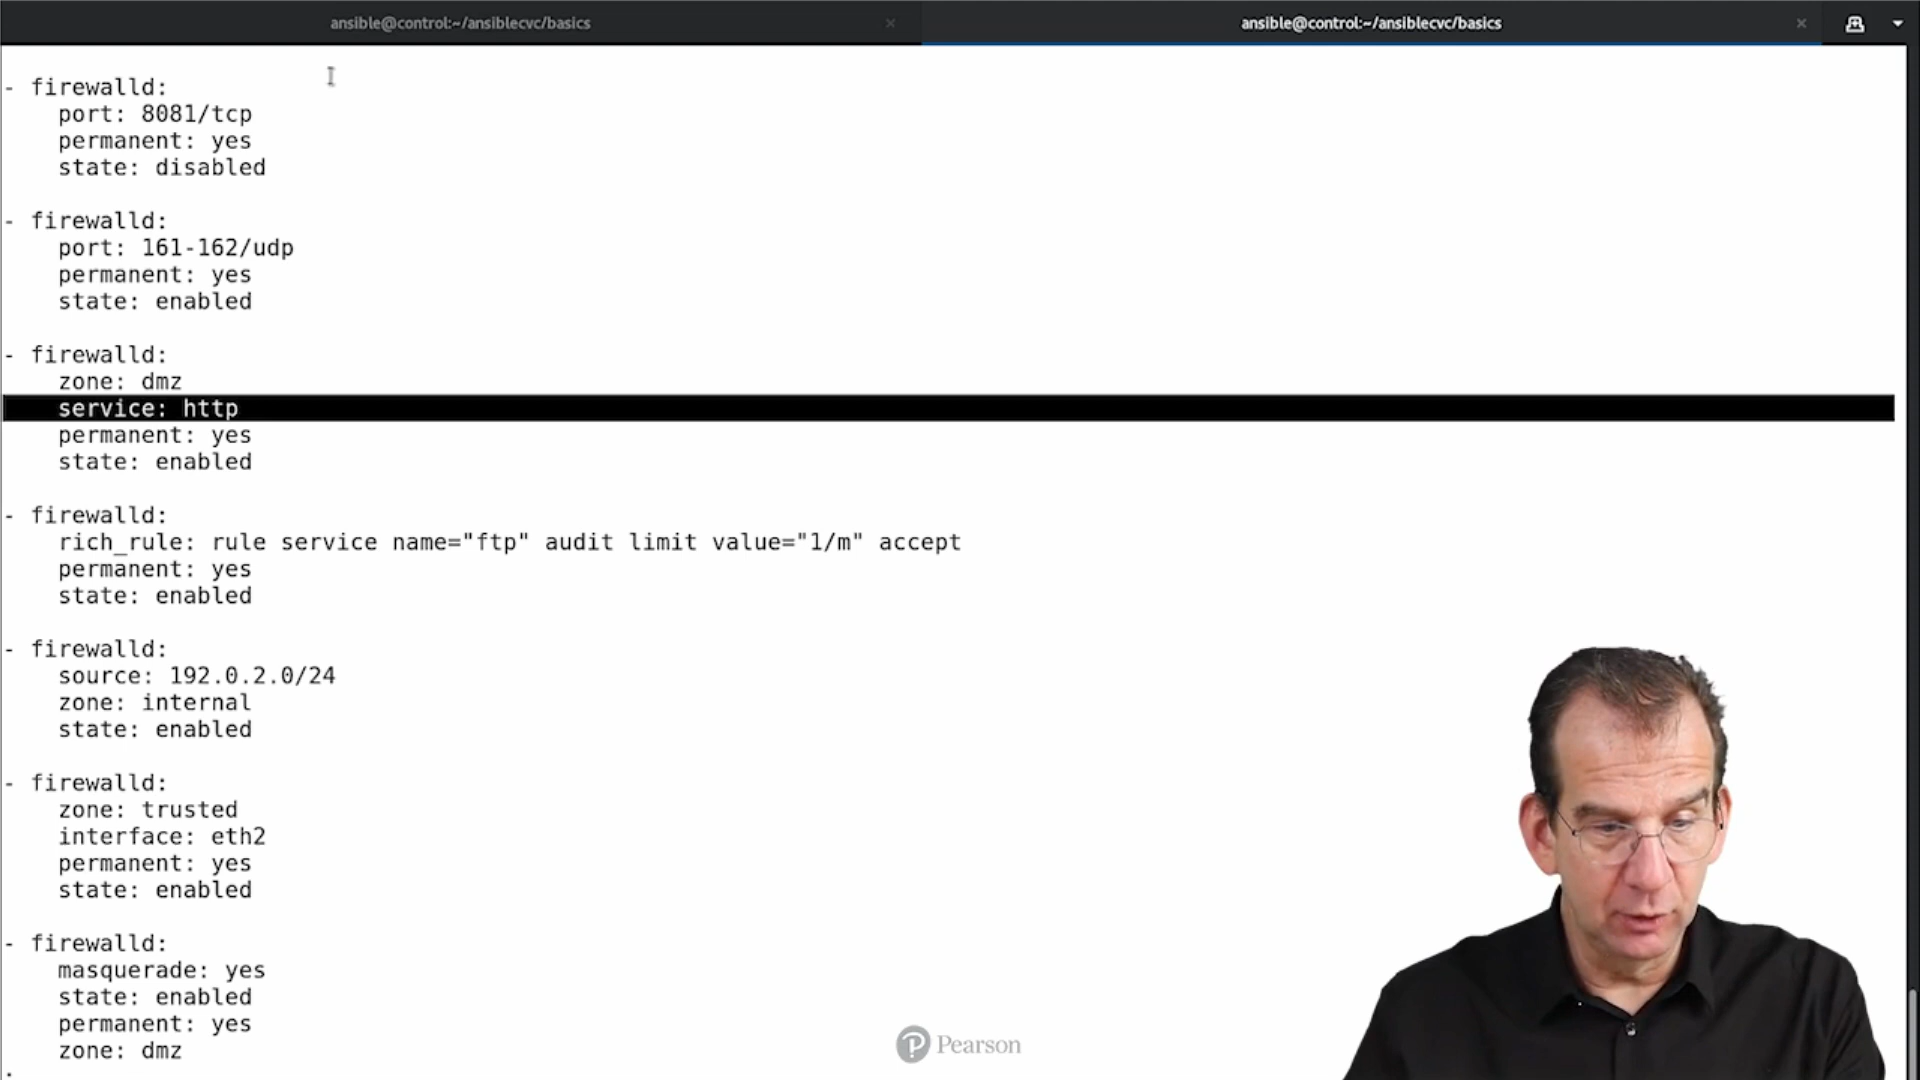 ansible@control:~/ansiblecvc/basics
ansible@control:~/ansiblecvc/basics
- firewalld:
port: 8081/tcp
permanent: yes
state: disabled
- firewalld:
port: 161-162/udp
permanent: yes
state: enabled
- firewalld:
zone: dmz
service: http
permanent: yes
state: enabled
- firewalld:
rich_rule: rule service name="ftp" audit limit value="1/m" accept
permanent: yes
state: enabled
- firewalld:
source: 192.0.2.0/24
zone: internal
state: enabled
- firewalld:
zone: trusted
interface: eth2
permanent: yes
state: enabled
- firewalld:
masquerade: yes
state: enabled
permanent: yes
zone: dmz
Pearson